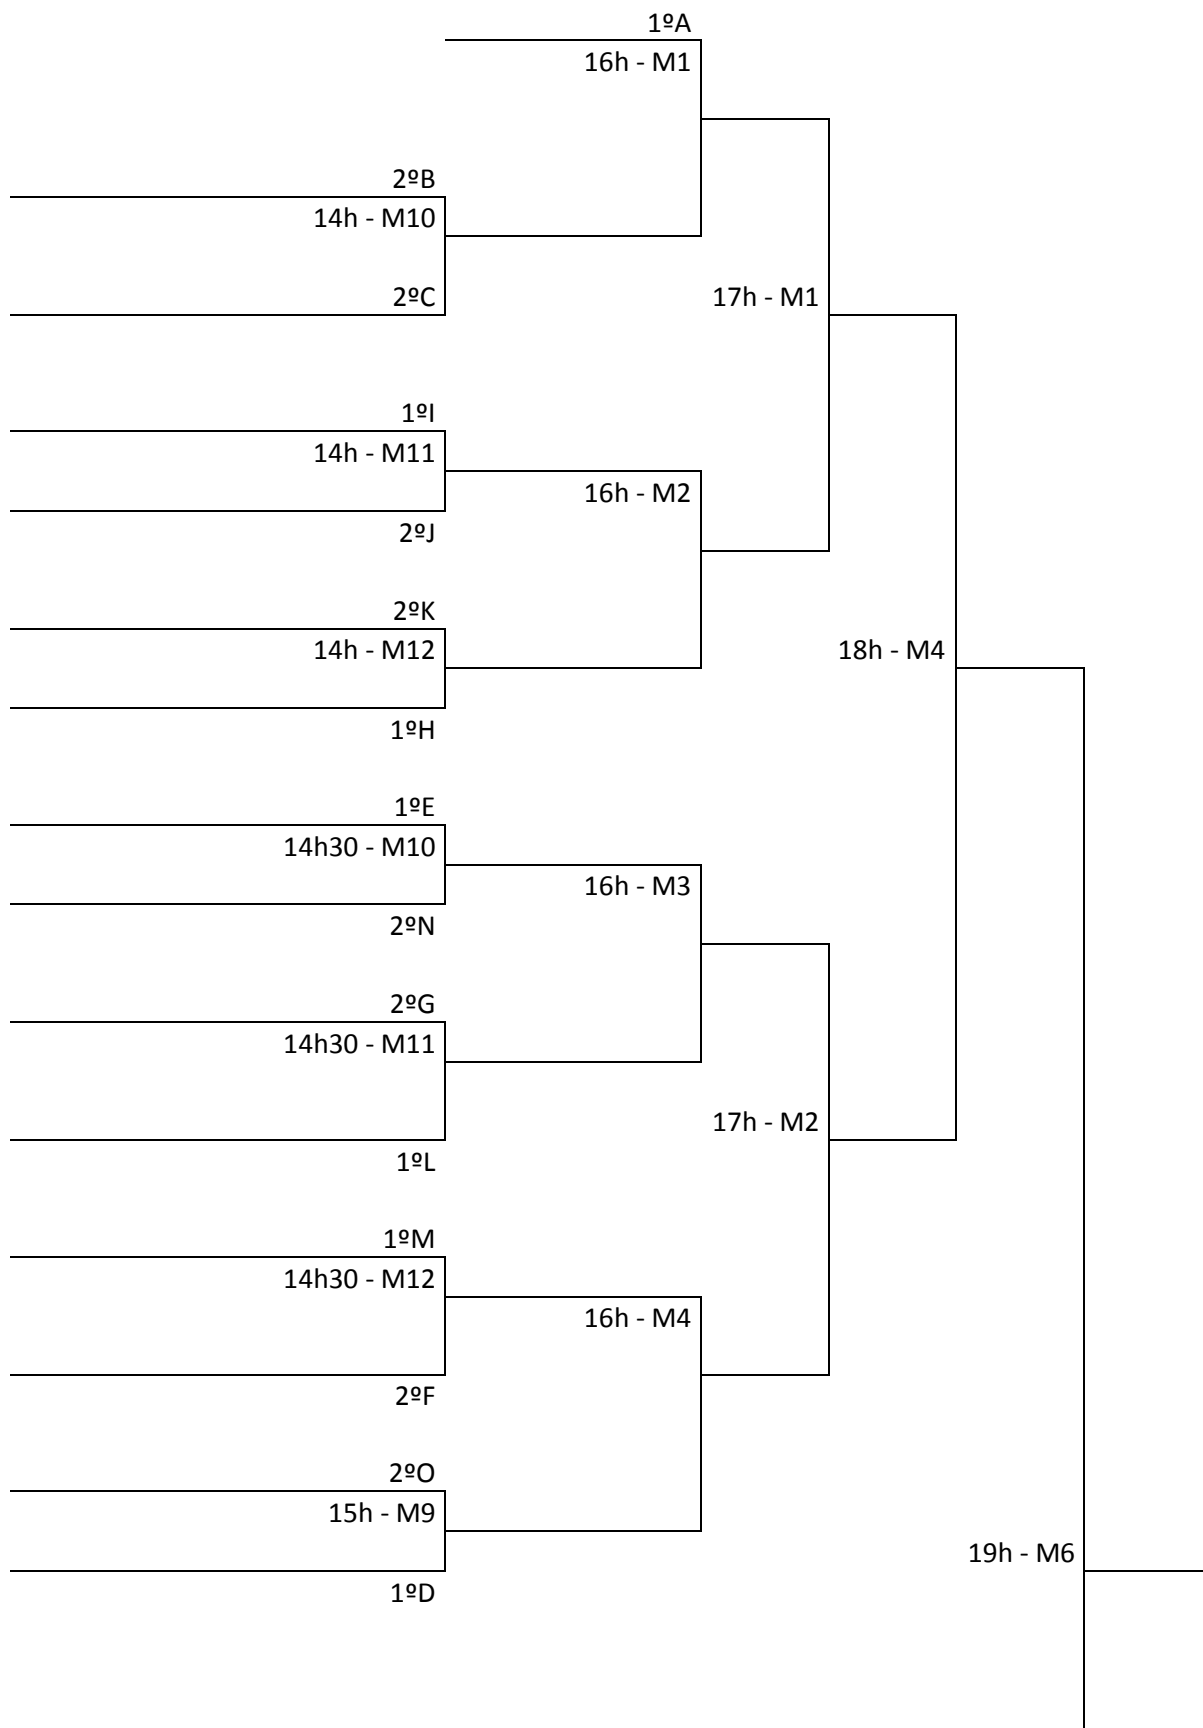 1ºA
16h - M1
2ºB
14h - M10
2ºC
17h - M1
1ºI
14h - M11
16h - M2
2ºJ
2ºK
14h - M12
18h - M4
1ºH
1ºE
14h30 - M10
16h - M3
2ºN
2ºG
14h30 - M11
17h - M2
1ºL
1ºM
14h30 - M12
16h - M4
2ºF
2ºO
15h - M9
19h - M6
1ºD